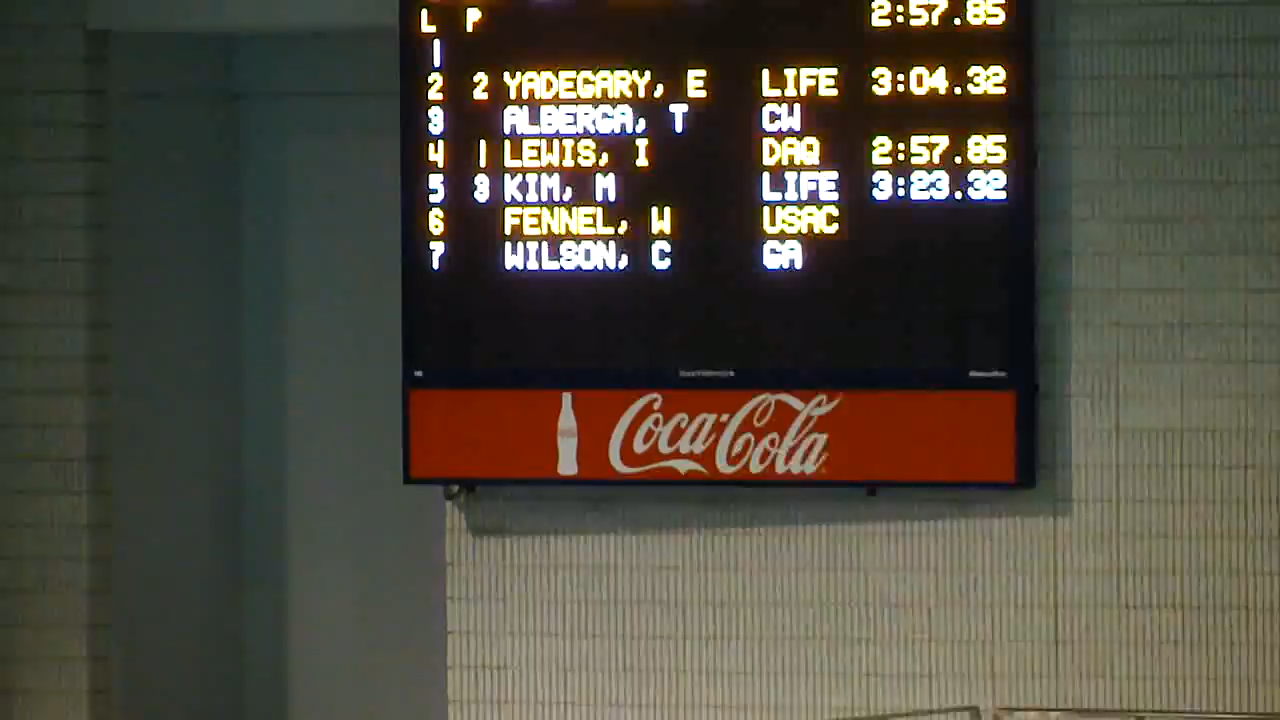 L P 2:57.85
1
2 2 YADEGARY, E LIFE 3:04.32
3 ALBERGA, T CW
4 1 LEWIS, I DAQ 2:57.85
5 3 KIM, M LIFE 3:23.32
6 FENNEL, W USAC
7 WILSON, C GA
Coca-Cola